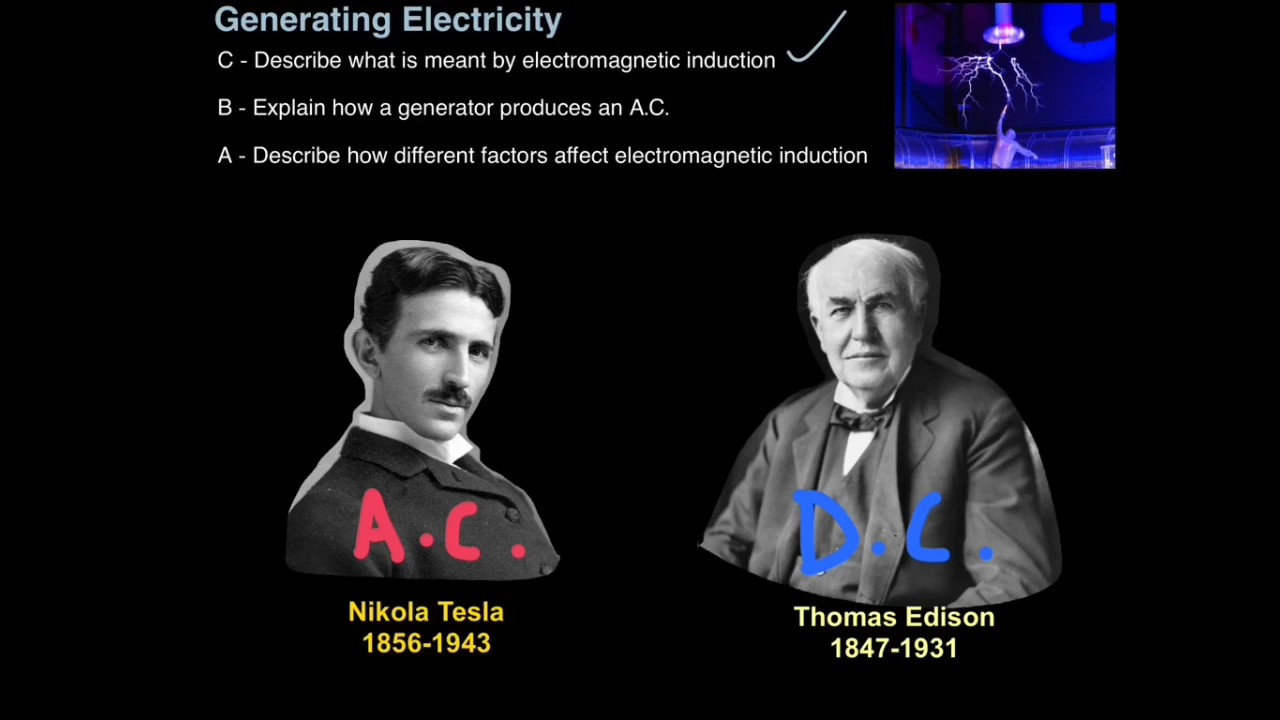 Generating Electricity
C - Describe what is meant by electromagnetic induction
B - Explain how a generator produces an A.C.
A - Describe how different factors affect electromagnetic induction
A.C.
D.C.
Nikola Tesla
1856-1943
Thomas Edison
1847-1931